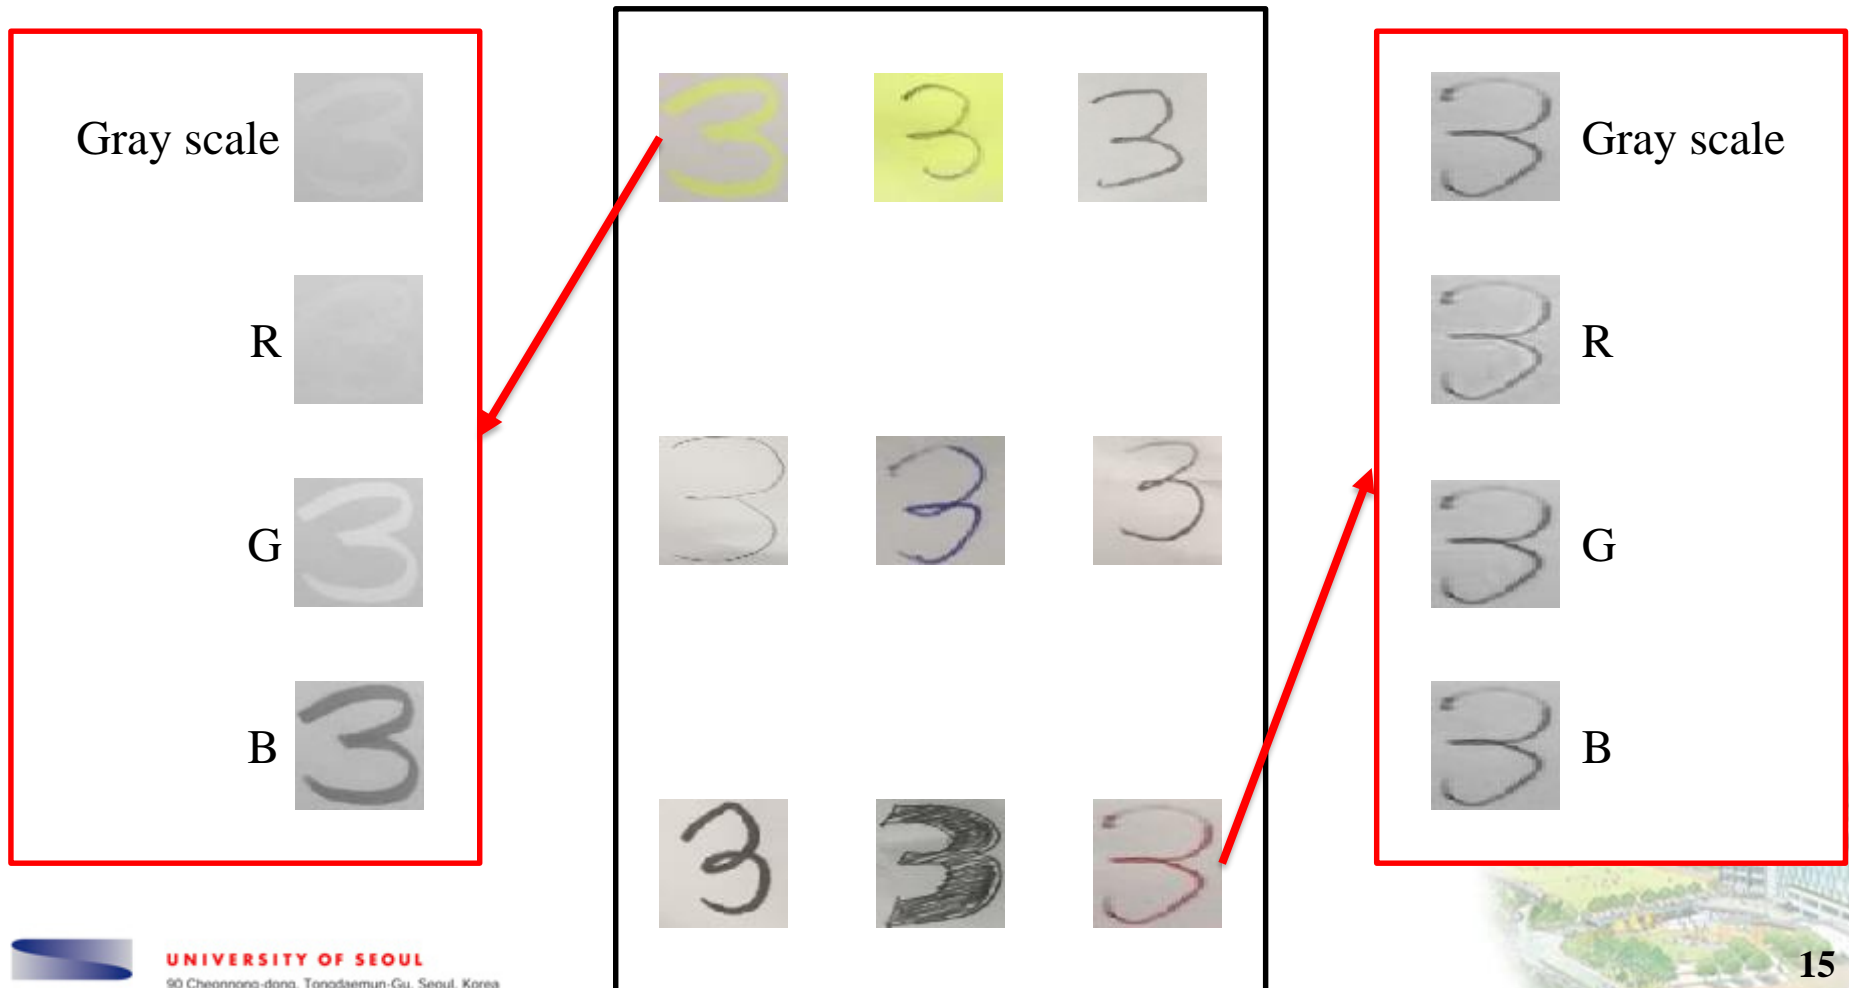 Gray scale
R
G
B
3 3 3
3 3 3
3 3 3
Gray scale
R
G
B
UNIVERSITY OF SEOUL
90 Cheonnong-dong, Tongdaemun-Gu, Seoul, Korea
15